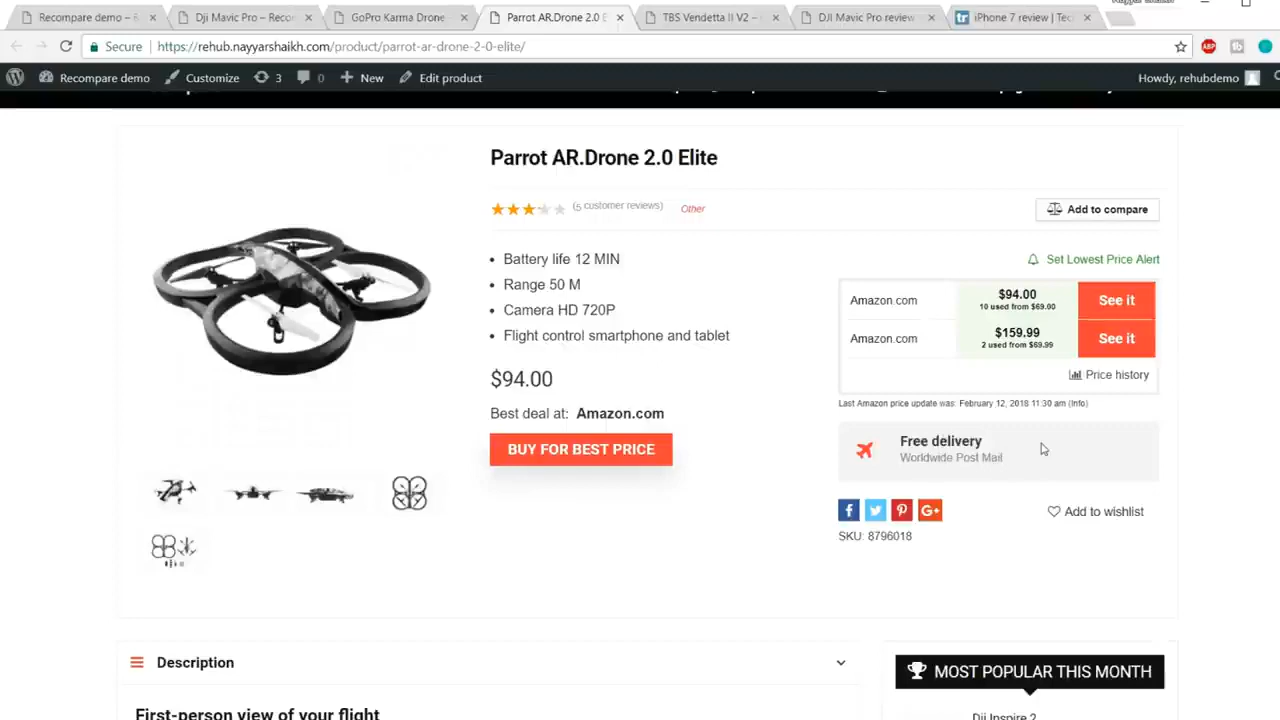 Recompare demo – R
Dji Mavic Pro – Recor
GoPro Karma Drone
Parrot AR.Drone 2.0 E
TBS Vendetta II V2 –
DJI Mavic Pro review
tr iPhone 7 review | Tec
Secure
https://rehub.nayyarshaikh.com/product/parrot-ar-drone-2-0-elite/
ABP
Recompare demo
Customize
3
0
New
Edit product
Howdy, rehubdemo
Parrot AR.Drone 2.0 Elite
(5 customer reviews)
Other
Add to compare
Battery life 12 MIN
Range 50 M
Camera HD 720P
Flight control smartphone and tablet
$94.00
Best deal at: Amazon.com
BUY FOR BEST PRICE
Set Lowest Price Alert
Amazon.com
$94.00
10 used from $69.00
See it
Amazon.com
$159.99
2 used from $69.99
See it
Price history
Last Amazon price update was: February 12, 2018 11:30 am (Info)
Free delivery
Worldwide Post Mail
f
G+
Add to wishlist
SKU: 8796018
Description
MOST POPULAR THIS MONTH
First-person view of your flight
Dji Inspire 2